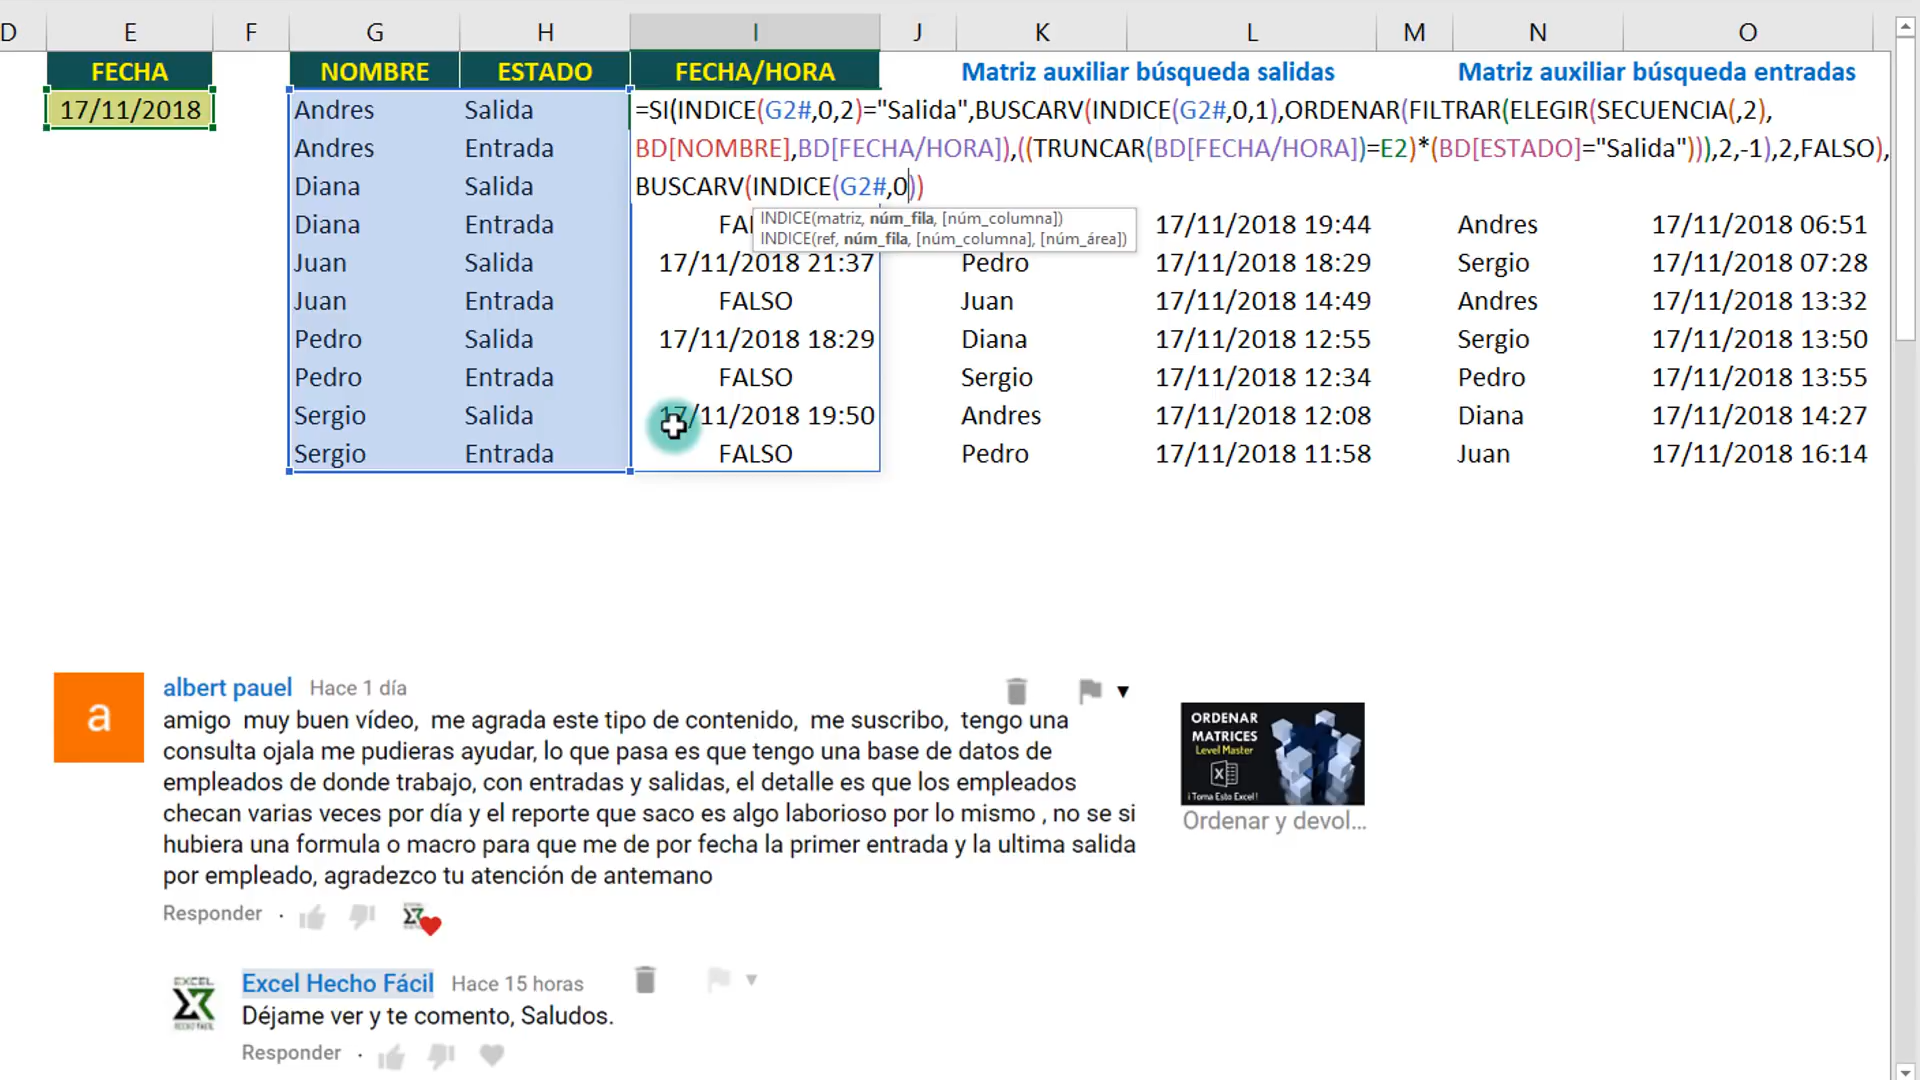 D E F G H I J K L M N O
FECHA NOMBRE ESTADO FECHA/HORA Matriz auxiliar búsqueda salidas Matriz auxiliar búsqueda entradas
17/11/2018 Andres Salida =SI(INDICE(G2#,0,2)="Salida",BUSCARV(INDICE(G2#,0,1),ORDENAR(FILTRAR(ELEGIR(SECUENCIA(,2),
Andres Entrada BD[NOMBRE],BD[FECHA/HORA]),((TRUNCAR(BD[FECHA/HORA])=E2)*(BD[ESTADO]="Salida"))),2,-1),2,FALSO),
Diana Salida BUSCARV(INDICE(G2#,0))
INDICE(matriz, núm_fila, [núm_columna])
INDICE(ref, núm_fila, [núm_columna], [núm_área])
Diana Entrada 17/11/2018 19:44 Andres 17/11/2018 06:51
Juan Salida 17/11/2018 21:37 Pedro 17/11/2018 18:29 Sergio 17/11/2018 07:28
Juan Entrada FALSO Juan 17/11/2018 14:49 Andres 17/11/2018 13:32
Pedro Salida 17/11/2018 18:29 Diana 17/11/2018 12:55 Sergio 17/11/2018 13:50
Pedro Entrada FALSO Sergio 17/11/2018 12:34 Pedro 17/11/2018 13:55
Sergio Salida 17/11/2018 19:50 Andres 17/11/2018 12:08 Diana 17/11/2018 14:27
Sergio Entrada FALSO Pedro 17/11/2018 11:58 Juan 17/11/2018 16:14
a
albert pauel Hace 1 día
amigo muy buen vídeo, me agrada este tipo de contenido, me suscribo, tengo una
consulta ojala me pudieras ayudar, lo que pasa es que tengo una base de datos de
empleados de donde trabajo, con entradas y salidas, el detalle es que los empleados
checan varias veces por día y el reporte que saco es algo laborioso por lo mismo , no se si
hubiera una formula o macro para que me de por fecha la primer entrada y la ultima salida
por empleado, agradezco tu atención de antemano
Responder ·
ORDENAR
MATRICES
Level Master
¡Toma Esto Excel!
Ordenar y devol...
EXCEL
HECHO FÁCIL
Excel Hecho Fácil Hace 15 horas
Déjame ver y te comento, Saludos.
Responder ·